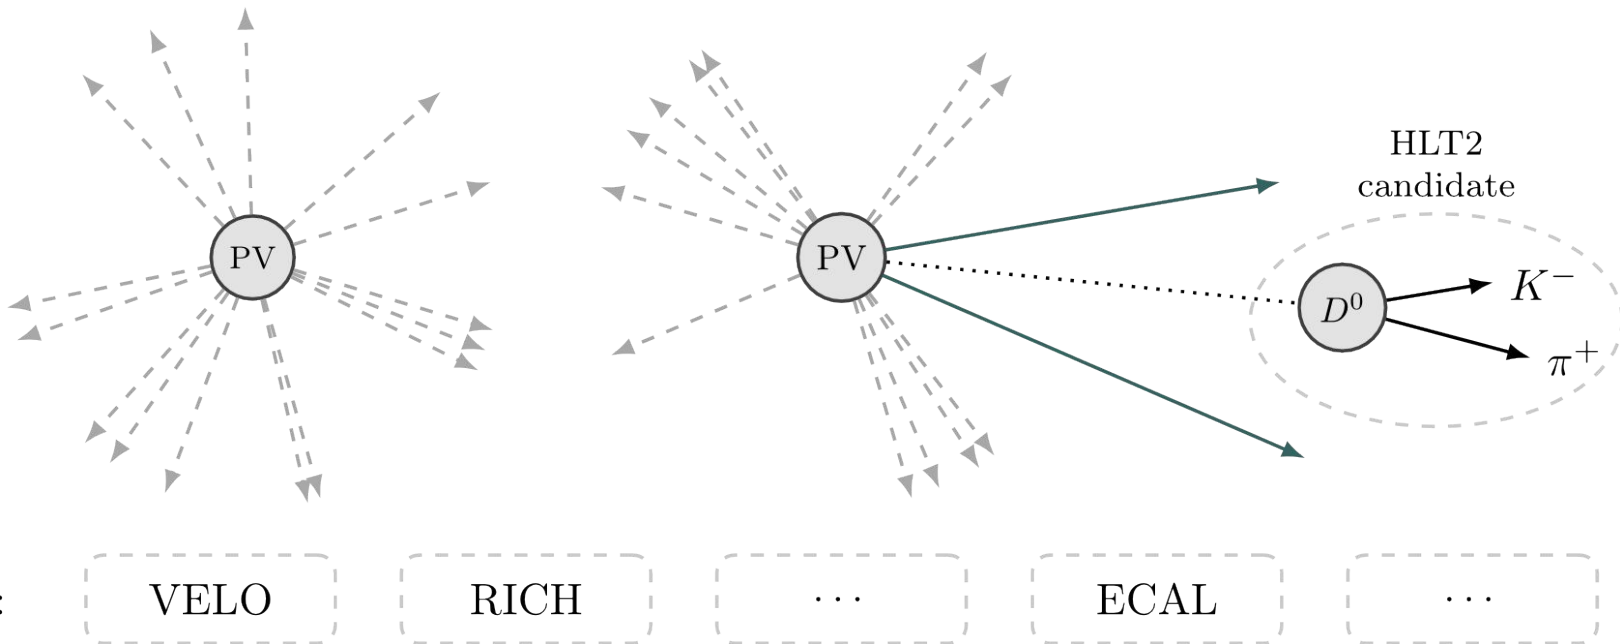 HLT2
candidate
PV
PV
D⁰
K⁻
π⁺
: VELO RICH ··· ECAL ···